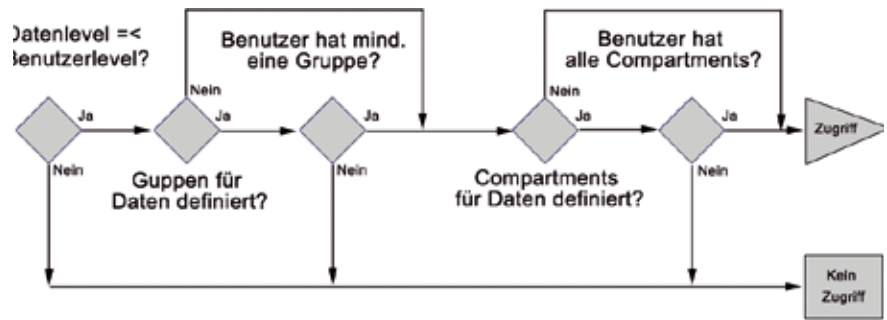 Datenlevel =<
Benutzerlevel?
Benutzer hat mind.
eine Gruppe?
Benutzer hat
alle Compartments?
Nein
Nein
Ja
Ja
Ja
Ja
Ja
Zugriff
Nein
Nein
Nein
Guppen für
Daten definiert?
Compartments
für Daten definiert?
Kein
Zugriff